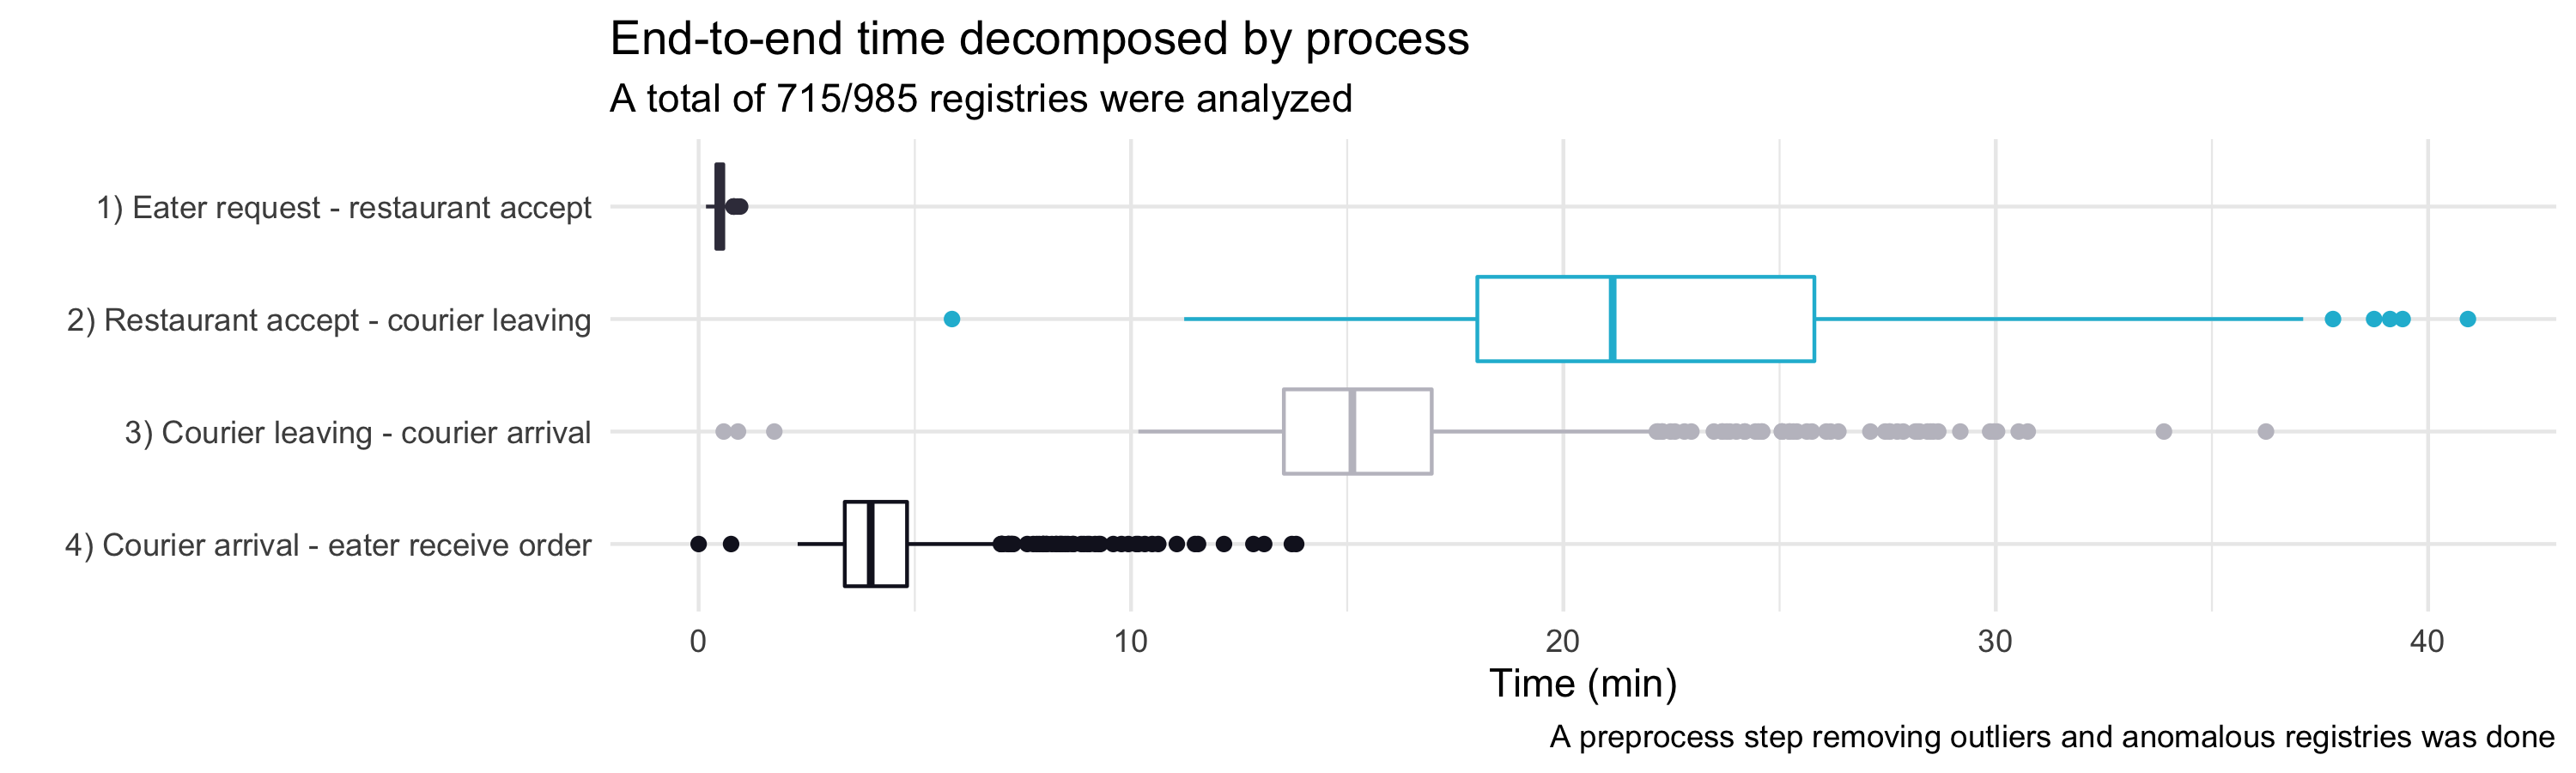 End-to-end time decomposed by process
A total of 715/985 registries were analyzed
1) Eater request - restaurant accept
2) Restaurant accept - courier leaving
3) Courier leaving - courier arrival
4) Courier arrival - eater receive order
0 10 20 30 40
Time (min)
A preprocess step removing outliers and anomalous registries was done